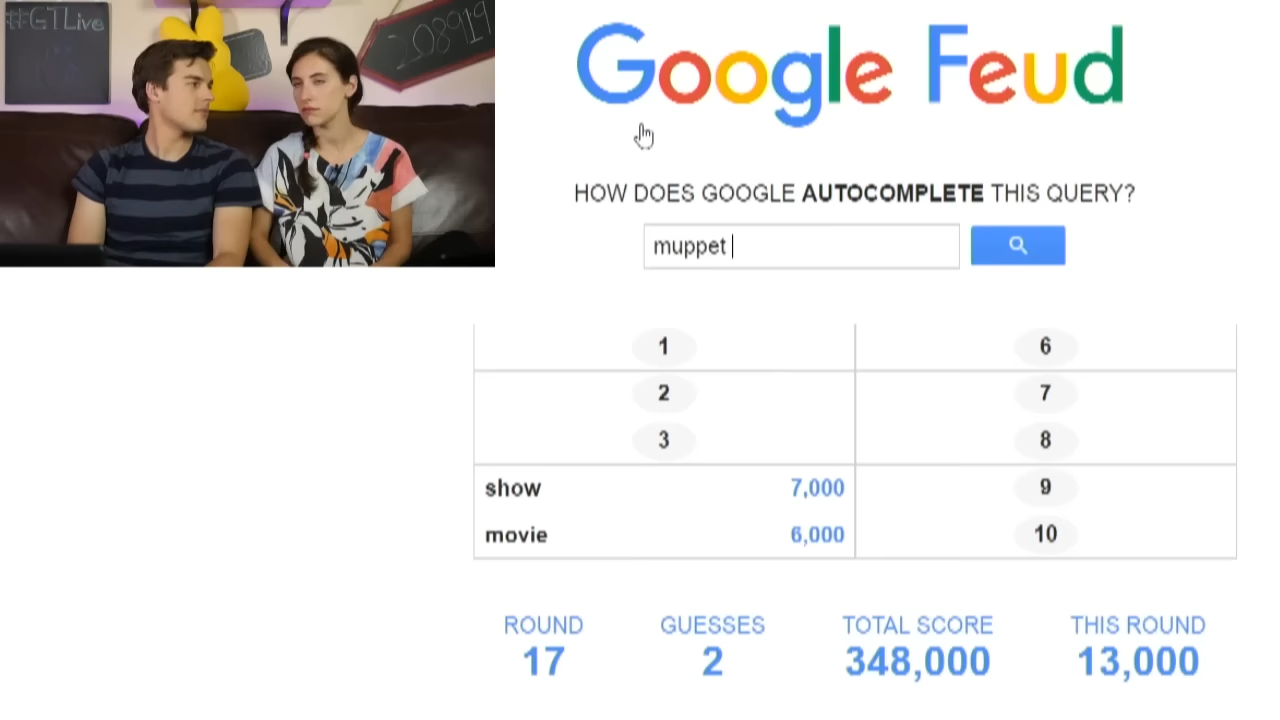 #GTLive
208919
Google Feud
HOW DOES GOOGLE AUTOCOMPLETE THIS QUERY?
muppet
1
6
2
7
3
8
show 7,000
9
movie 6,000
10
ROUND GUESSES TOTAL SCORE THIS ROUND
17 2 348,000 13,000